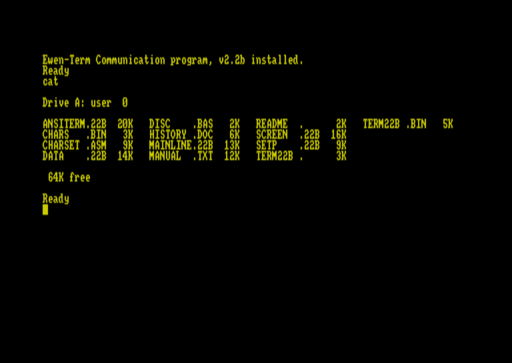 Ewen-Term Communication program, v2.2b installed.
Ready
cat
Drive A: user  0
ANSITERM.22B  20K   DISC    .BAS   2K   README  .      2K   TERM22B .BIN   5K
CHARS   .BIN   3K   HISTORY .DOC   6K   SCREEN  .22B  16K
CHARSET .ASM   9K   MAINLINE.22B  13K   SETP    .22B   9K
DATA    .22B  14K   MANUAL  .TXT  12K   TERM22B .      3K
64K free
Ready